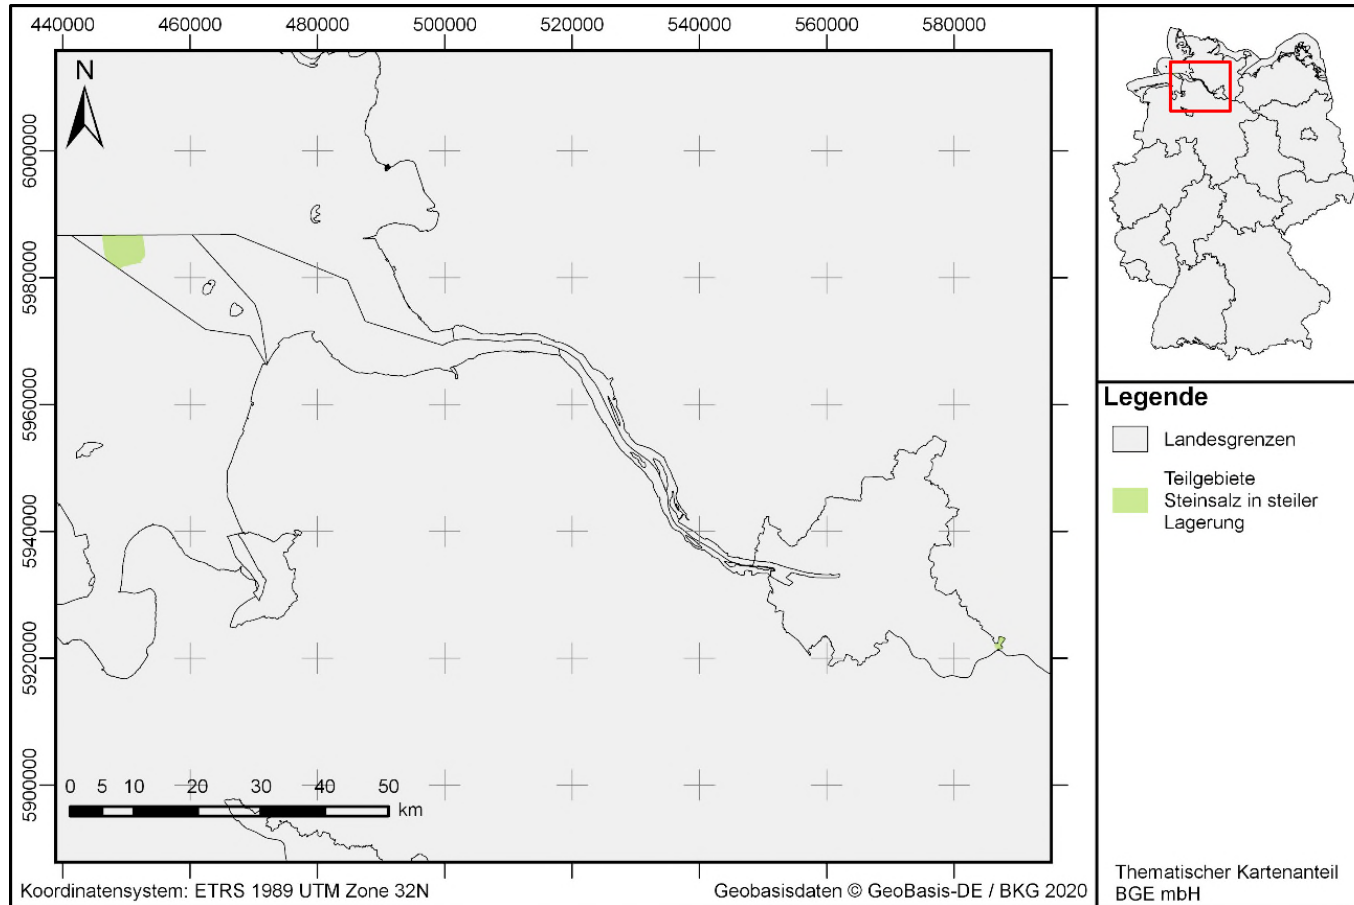 440000 460000 480000 500000 520000 540000 560000 580000
N
6000000
5980000
5960000
5940000
5920000
5900000
0 5 10 20 30 40 50
km
Koordinatensystem: ETRS 1989 UTM Zone 32N
Geobasisdaten © GeoBasis-DE / BKG 2020
Legende
Landesgrenzen
Teilgebiete
Steinsalz in steiler
Lagerung
Thematischer Kartenanteil
BGE mbH